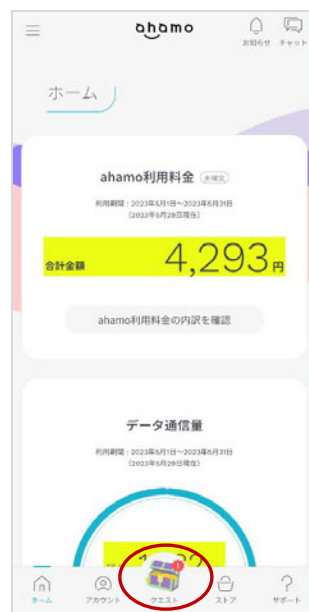 ahamo
お知らせ
チャット
ホーム
ahamo利用料金 未確定
利用期間：2023年5月1日～2023年5月31日
（2023年5月29日現在）
合計金額 4,293円
ahamo利用料金の内訳を確認
データ通信量
利用期間：2023年5月1日～2023年5月31日
（2023年5月29日現在）
ホーム
アカウント
クエスト
ストア
サポート